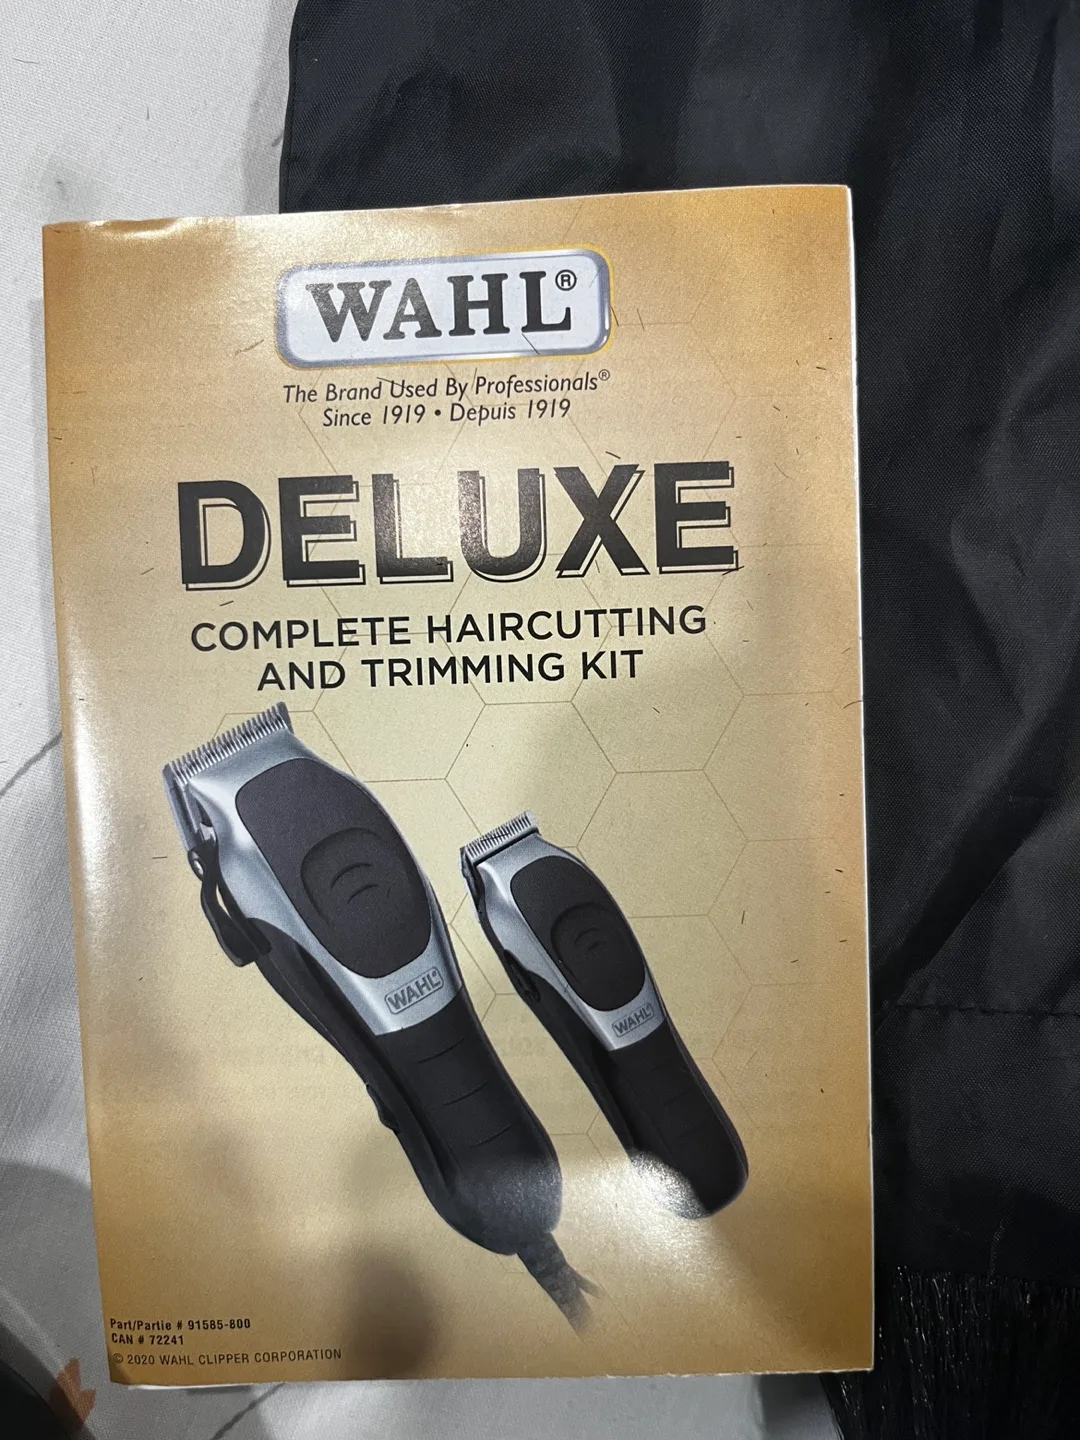 WAHL®
The Brand Used By Professionals®
Since 1919 • Depuis 1919
DELUXE
COMPLETE HAIRCUTTING
AND TRIMMING KIT
WAHL®
WAHL®
Part/Partie # 91585-800
CAN # 72241
© 2020 WAHL CLIPPER CORPORATION